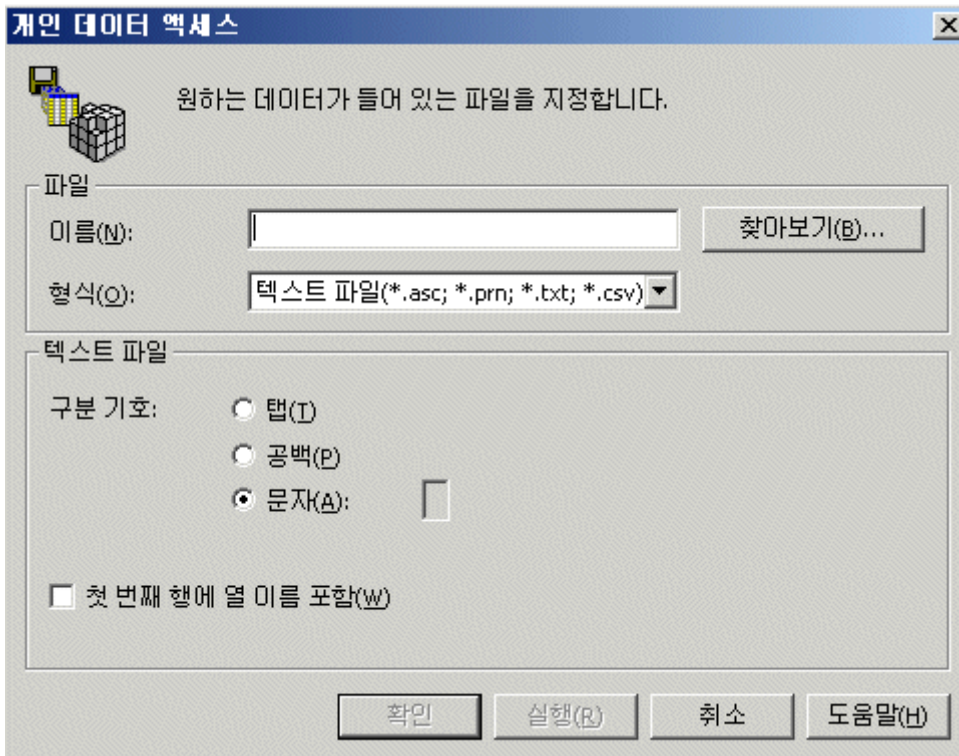 개인 데이터 액세스
원하는 데이터가 들어 있는 파일을 지정합니다.
파일
이름(N):
찾아보기(B)...
형식(O):
텍스트 파일(*.asc; *.prn; *.txt; *.csv)
텍스트 파일
구분 기호:
탭(T)
공백(P)
문자(A):
첫 번째 행에 열 이름 포함(W)
확인
실행(R)
취소
도움말(H)